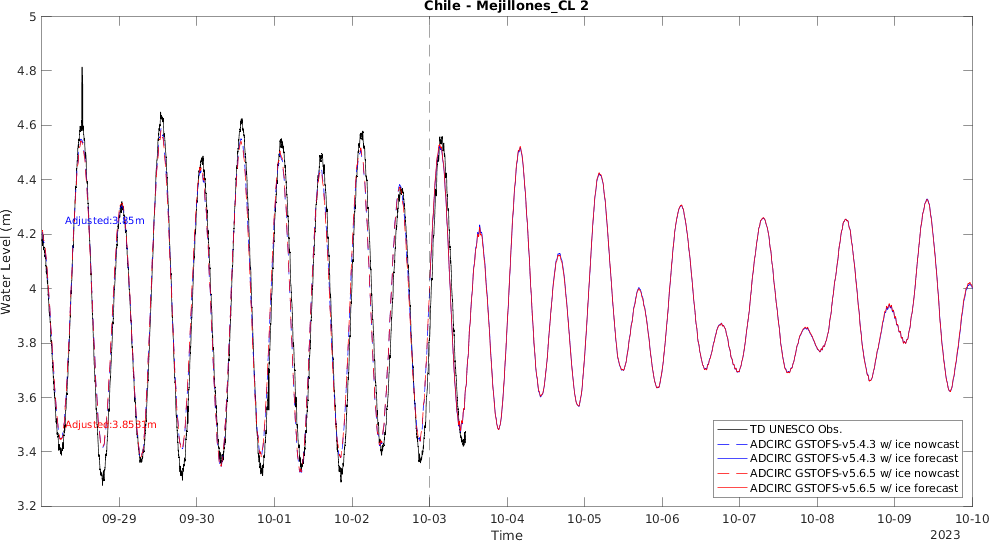 Chile - Mejillones_CL 2
5
4.8
4.6
4.4
4.2
4
3.8
3.6
3.4
3.2
Water Level (m)
Adjusted:3.85m
Adjusted:3.8532m
TD UNESCO Obs.
ADCIRC GSTOFS-v5.4.3 w/ ice nowcast
ADCIRC GSTOFS-v5.4.3 w/ ice forecast
ADCIRC GSTOFS-v5.6.5 w/ ice nowcast
ADCIRC GSTOFS-v5.6.5 w/ ice forecast
09-29 09-30 10-01 10-02 10-03 10-04 10-05 10-06 10-07 10-08 10-09 10-10
Time
2023